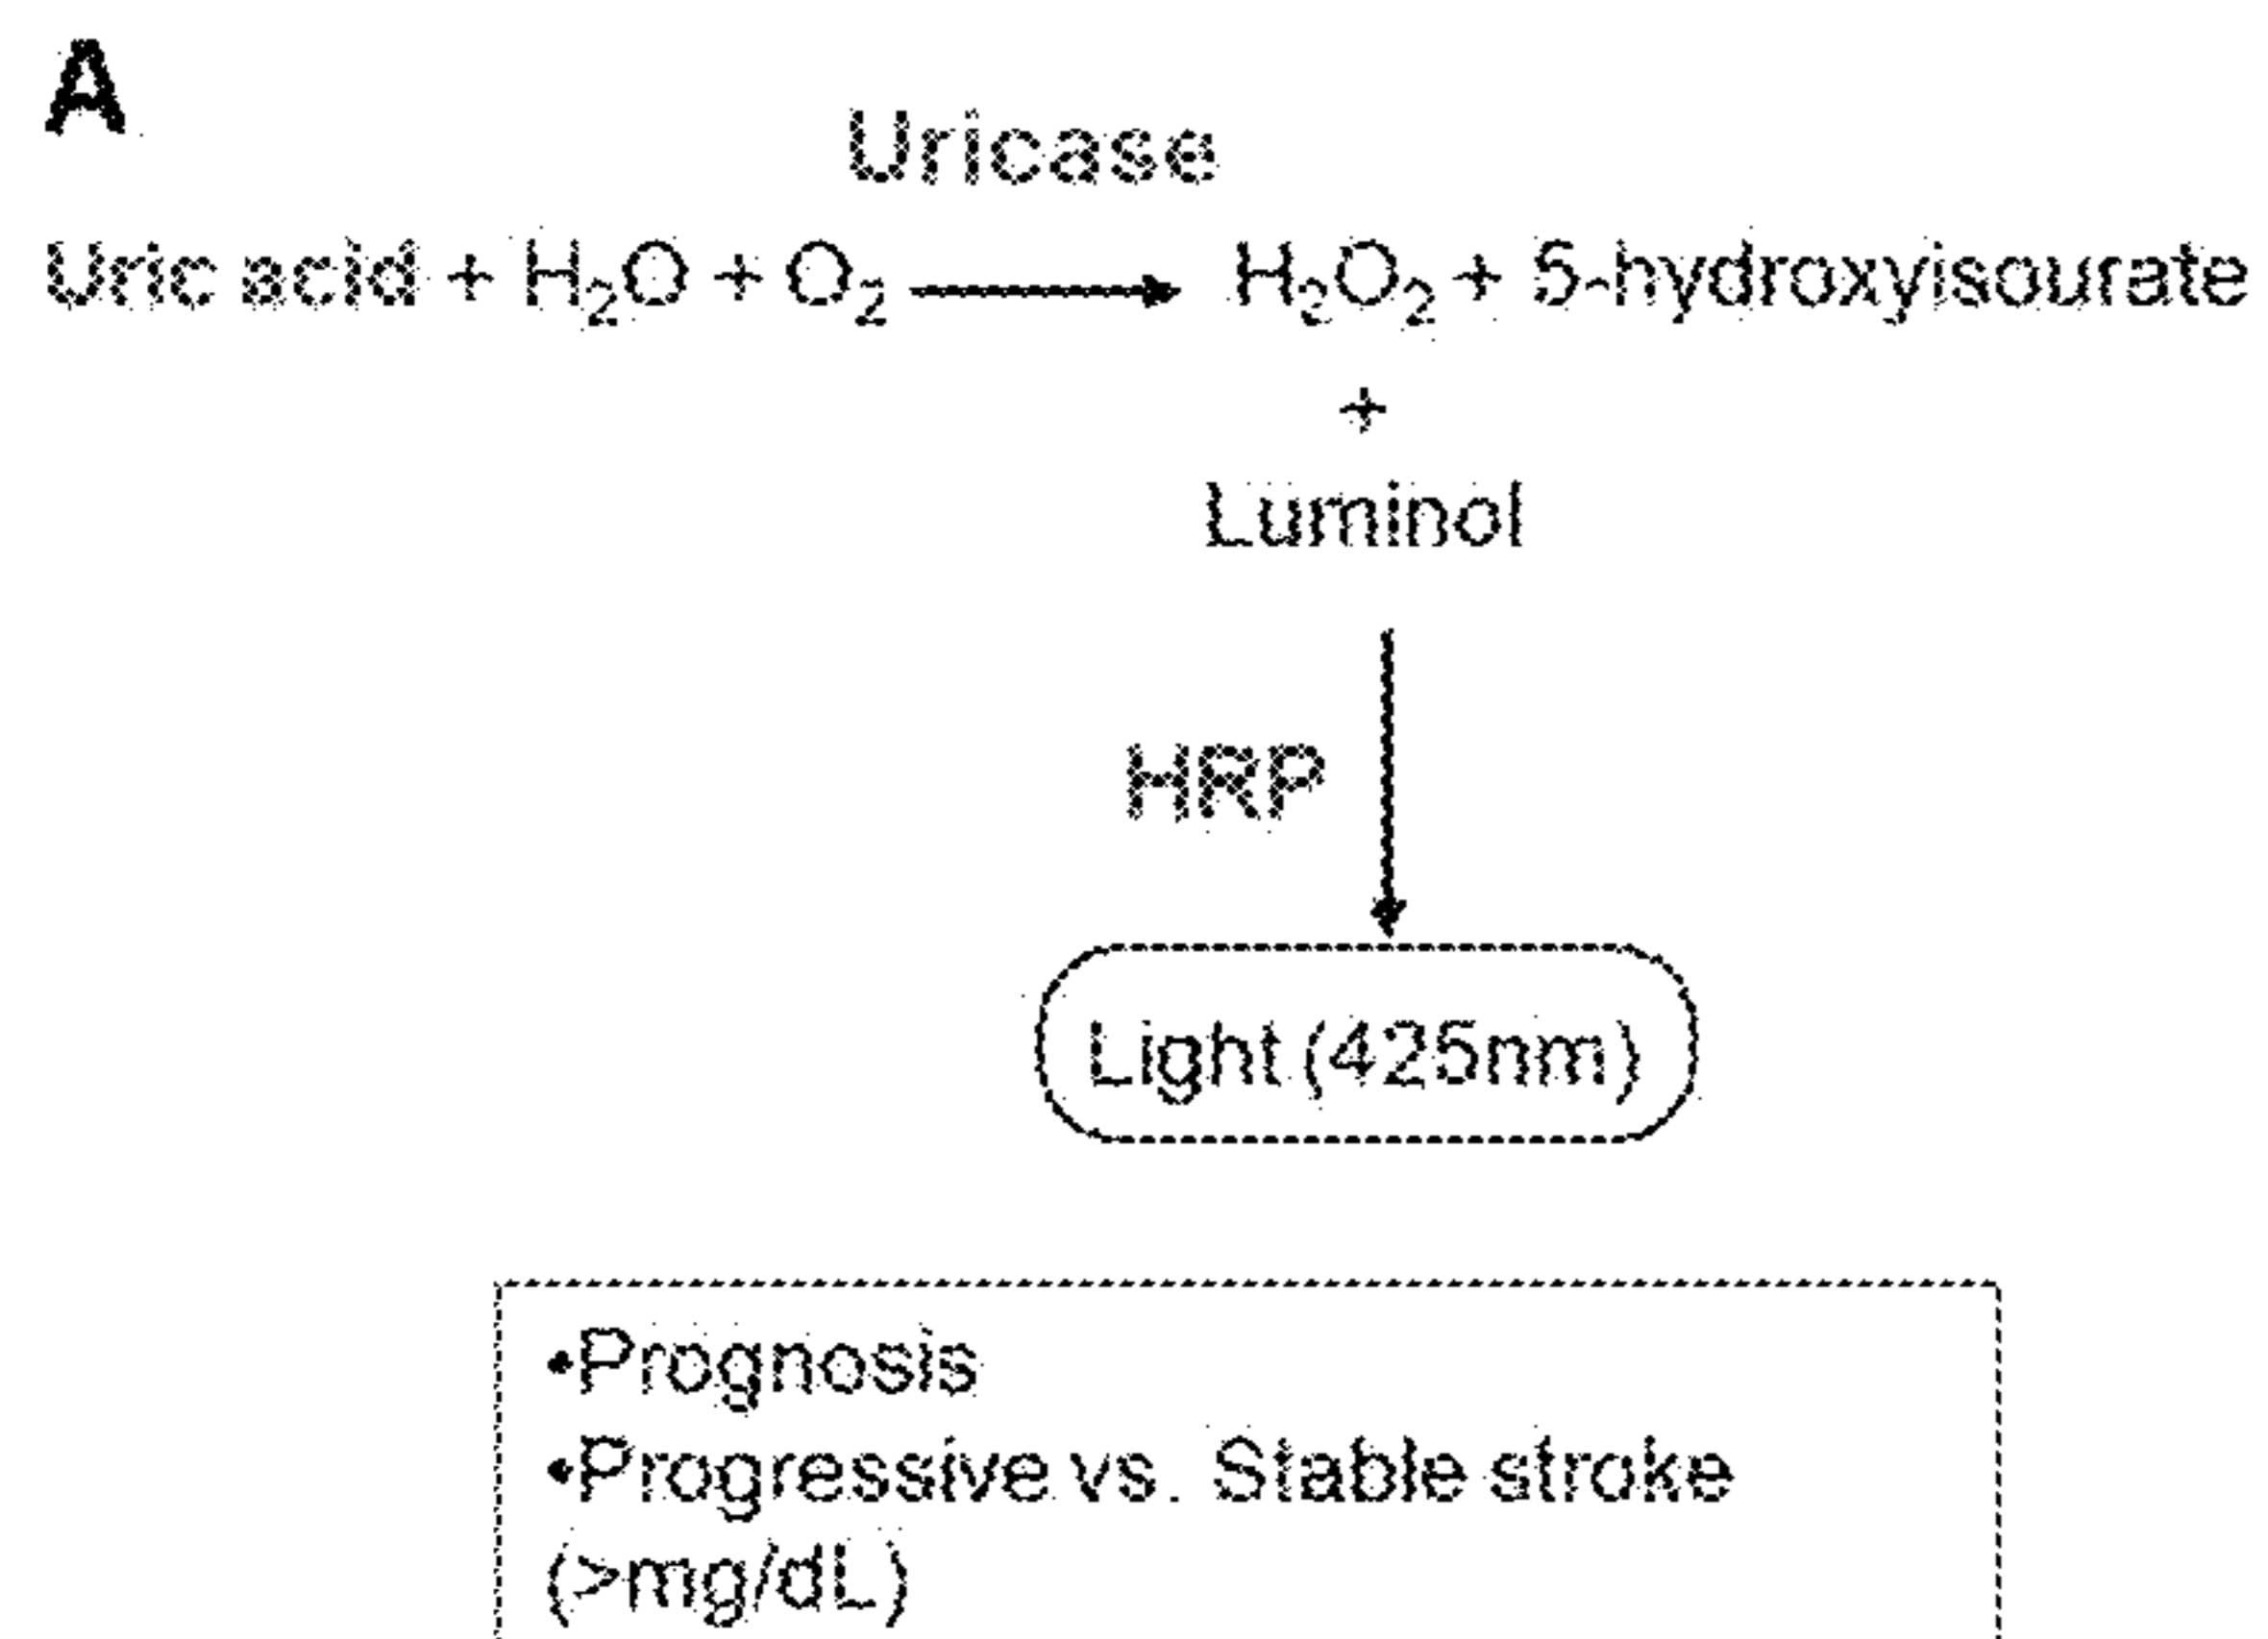 A
Uricase
Uric acid + H₂O + O₂ → H₂O₂ + 5-hydroxyisourate
+
Luminol
HRP
Light (425nm)
•Prognosis
•Progressive vs. Stable stroke
(>mg/dL)